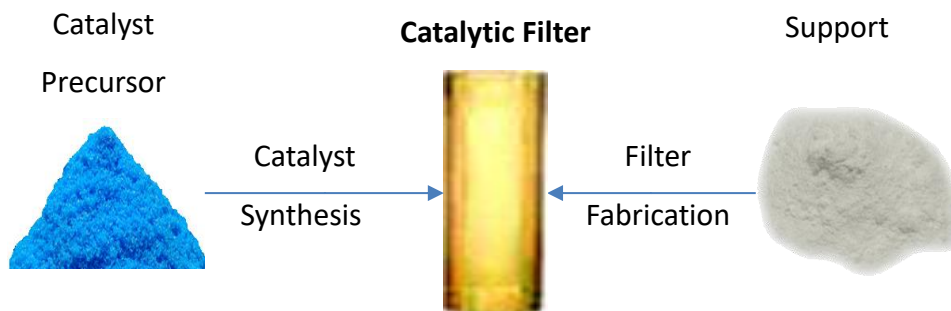 Catalyst
Precursor
Catalytic Filter
Support
Catalyst
Synthesis
Filter
Fabrication